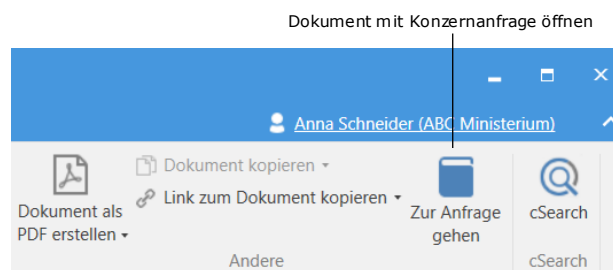 Dokument mit Konzernanfrage öffnen
Anna Schneider (ABC Ministerium)
Dokument als
PDF erstellen
Dokument kopieren
Link zum Dokument kopieren
Zur Anfrage
gehen
cSearch
Andere
cSearch